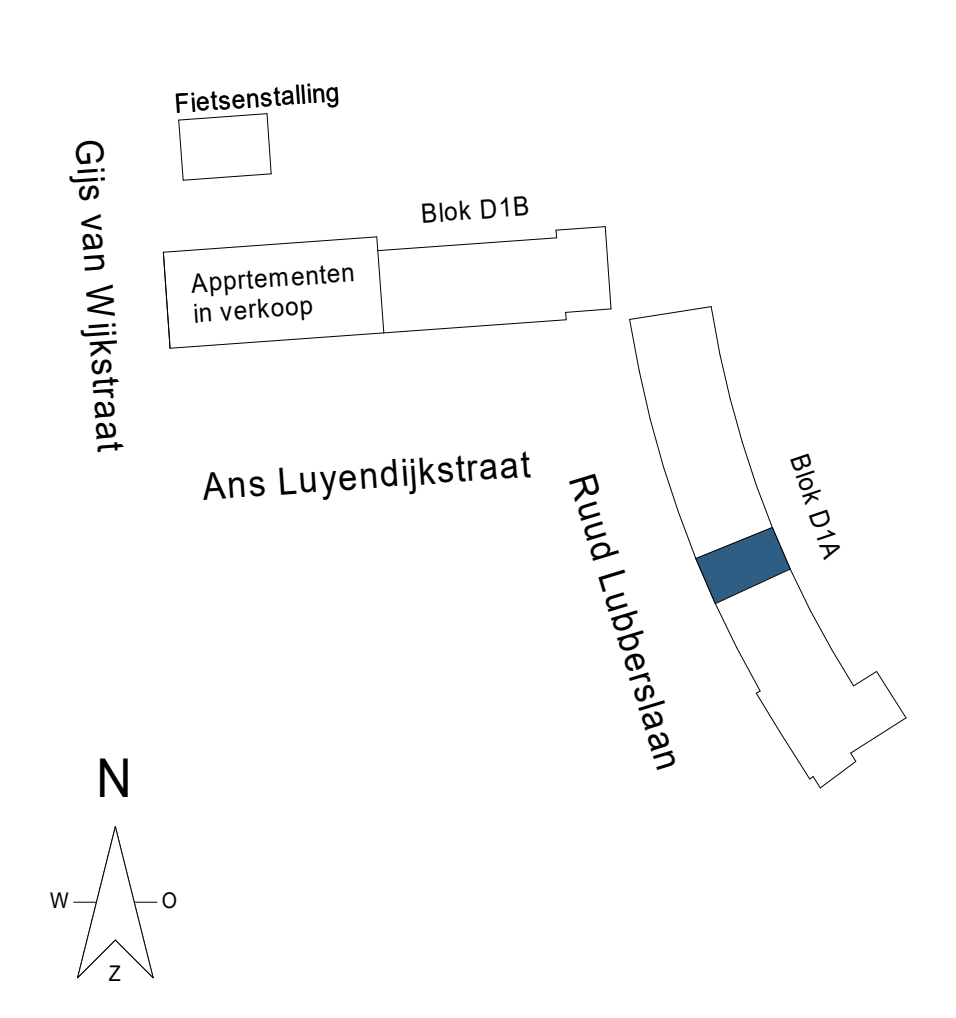 Fietsenstalling
Gijs van Wijkstraat
Blok D1B
Apprtementen
in verkoop
Ans Luyendijkstraat
Ruud Lubberslaan
Blok D1A
N
W
O
Z